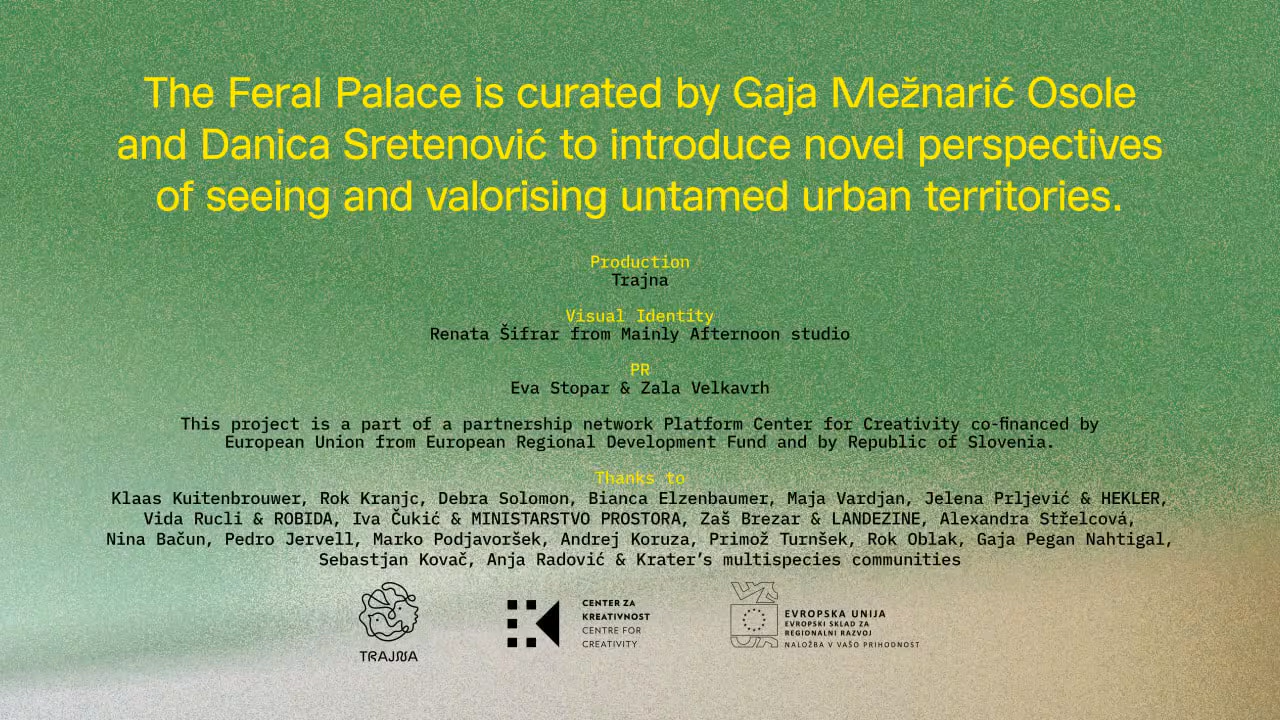 The Feral Palace is curated by Gaja Mežnarić Osole
and Danica Sretenović to introduce novel perspectives
of seeing and valorising untamed urban territories.
Production
Trajna
Visual Identity
Renata Šifrar from Mainly Afternoon studio
PR
Eva Stopar & Zala Velkavrh
This project is a part of a partnership network Platform Center for Creativity co-financed by
European Union from European Regional Development Fund and by Republic of Slovenia.
Thanks to
Klaas Kuitenbrouwer, Rok Kranjc, Debra Solomon, Bianca Elzenbaumer, Maja Vardjan, Jelena Prljević & HEKLER,
Vida Rucli & ROBIDA, Iva Čukić & MINISTARSTVO PROSTORA, Zaš Brezar & LANDEZINE, Alexandra Střelcová,
Nina Bačun, Pedro Jervell, Marko Podjavoršek, Andrej Koruza, Primož Turnšek, Rok Oblak, Gaja Pegan Nahtigal,
Sebastjan Kovač, Anja Radović & Krater's multispecies communities
TRAJNA
CENTER ZA
KREATIVNOST
CENTRE FOR
CREATIVITY
EVROPSKA UNIJA
EVROPSKI SKLAD ZA
REGIONALNI RAZVOJ
NALOŽBA V VAŠO PRIHODNOST